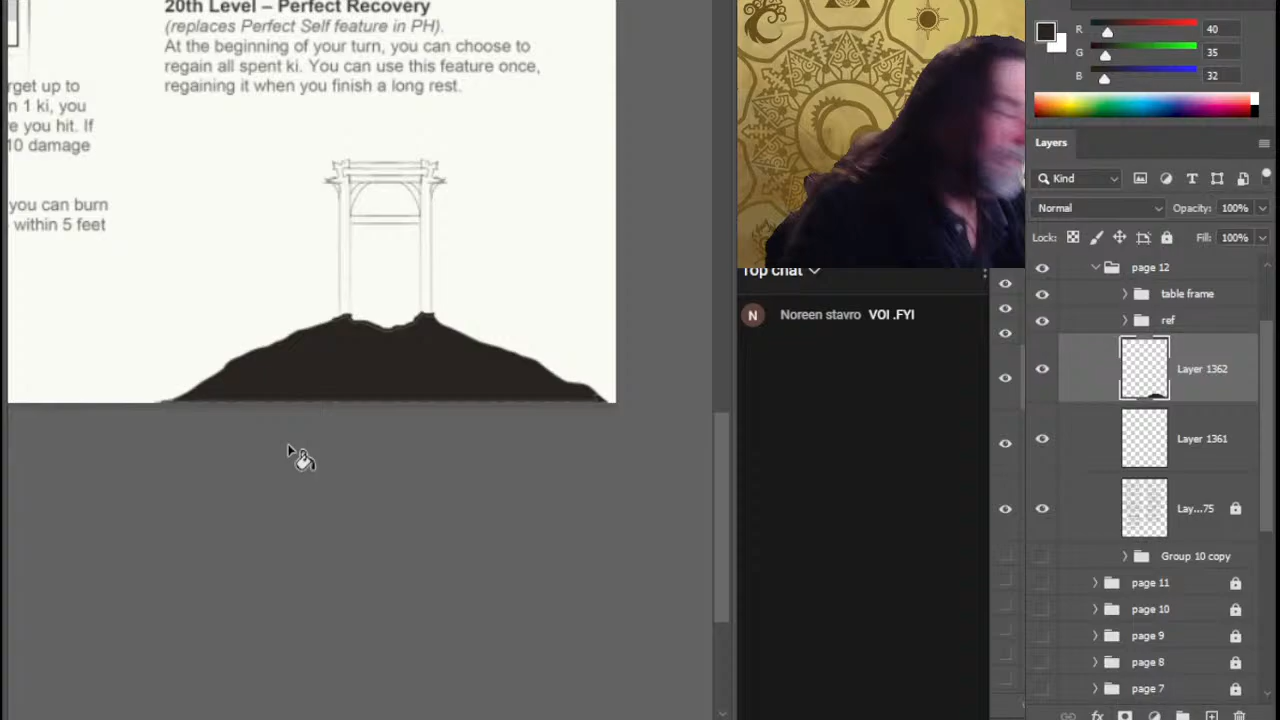 20th Level – Perfect Recovery
(replaces Perfect Self feature in PH).
At the beginning of your turn, you can choose to
regain all spent ki. You can use this feature once,
regaining it when you finish a long rest.
rget up to
n 1 ki, you
e you hit. If
10 damage
you can burn
within 5 feet
Top chat
N Noreen stavro VOI .FYI
R 40
G 35
B 32
Layers
Kind
Normal Opacity: 100%
Lock: Fill: 100%
page 12
table frame
ref
Layer 1362
Layer 1361
Lay...75
Group 10 copy
page 11
page 10
page 9
page 8
page 7
fx